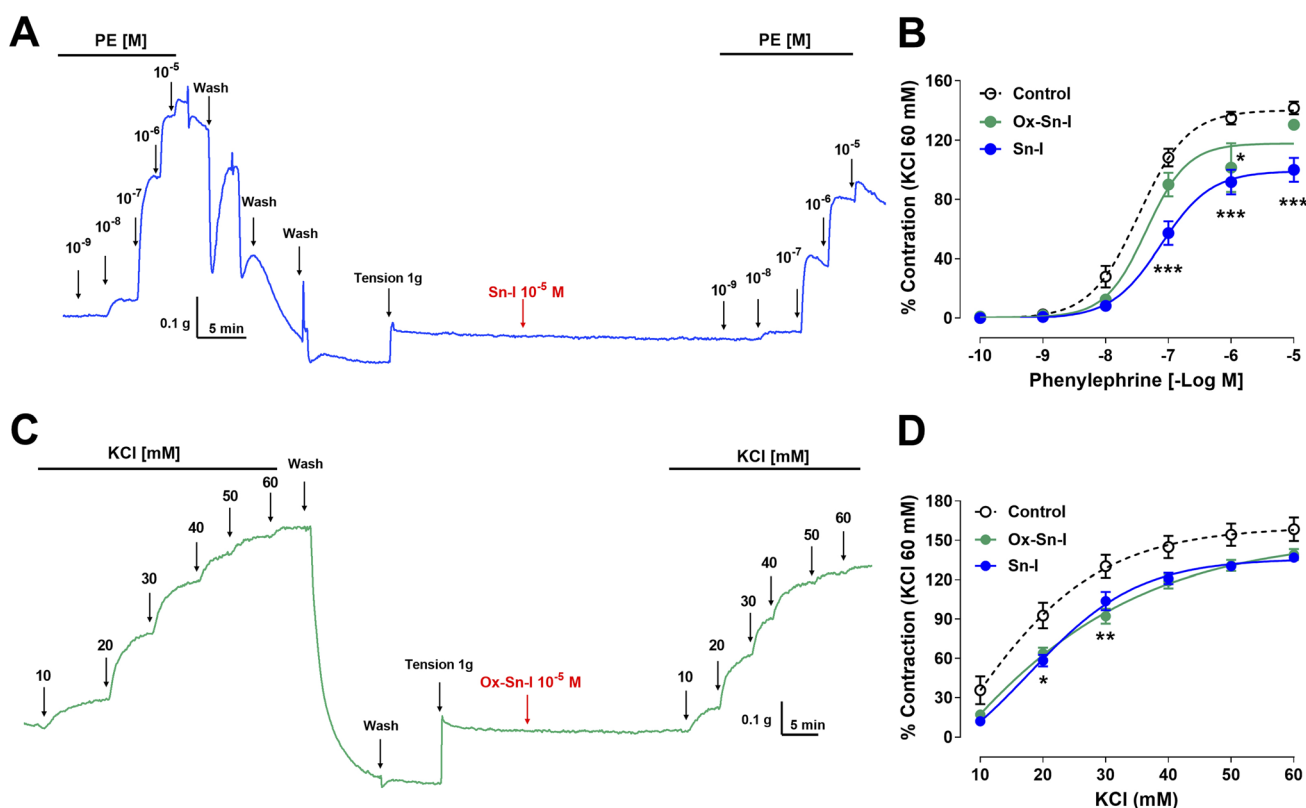 A
PE [M]
10⁻⁹
10⁻⁸
10⁻⁷
10⁻⁶
10⁻⁵
Wash
Wash
Wash
0.1 g
5 min
Tension 1g
Sn-I 10⁻⁵ M
PE [M]
10⁻⁹
10⁻⁸
10⁻⁷
10⁻⁶
10⁻⁵
B
% Contration (KCl 60 mM)
160
120
80
40
0
Control
Ox-Sn-I
Sn-I
*
***
***
***
-10 -9 -8 -7 -6 -5
Phenylephrine [-Log M]
C
KCl [mM]
10
20
30
40
50
60
Wash
Wash
Tension 1g
Ox-Sn-I 10⁻⁵ M
KCl [mM]
10
20
30
40
50
60
0.1 g
5 min
D
% Contraction (KCl 60 mM)
180
150
120
90
60
30
0
Control
Ox-Sn-I
Sn-I
*
**
10 20 30 40 50 60
KCl (mM)